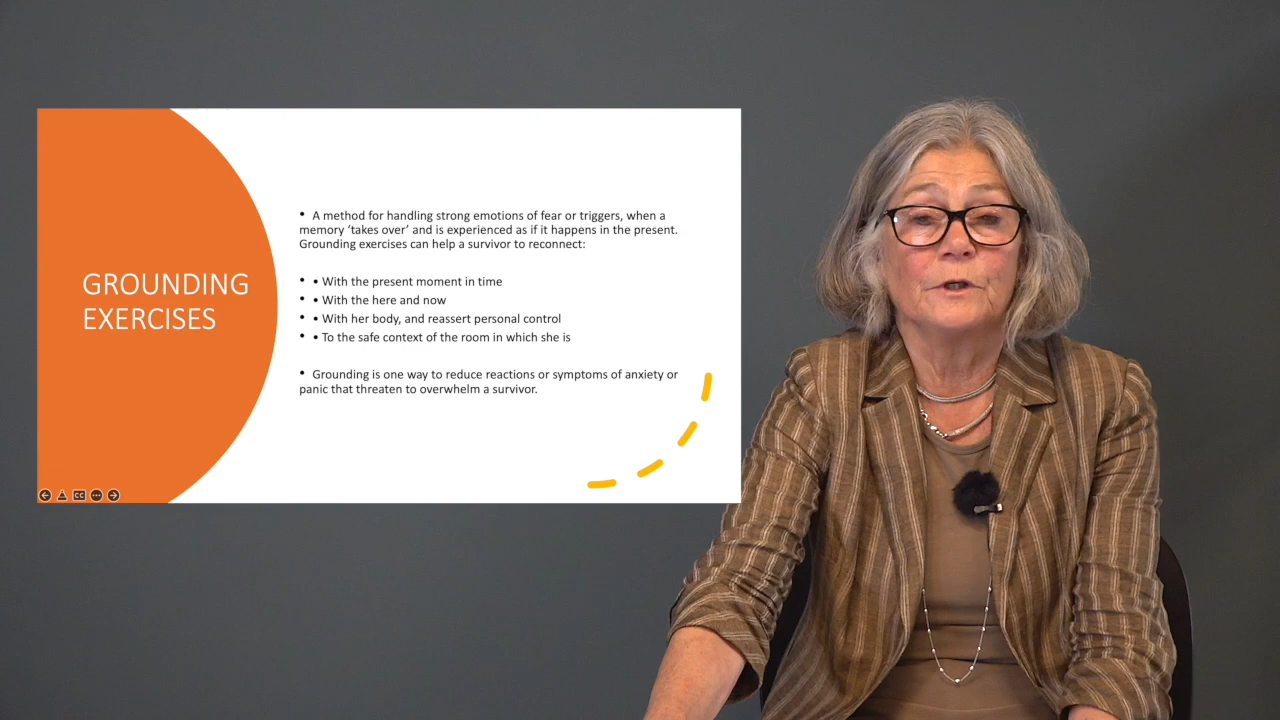 GROUNDING
EXERCISES
• A method for handling strong emotions of fear or triggers, when a
memory ‘takes over’ and is experienced as if it happens in the present.
Grounding exercises can help a survivor to reconnect:
• • With the present moment in time
• • With the here and now
• • With her body, and reassert personal control
• • To the safe context of the room in which she is
• Grounding is one way to reduce reactions or symptoms of anxiety or
panic that threaten to overwhelm a survivor.
CC